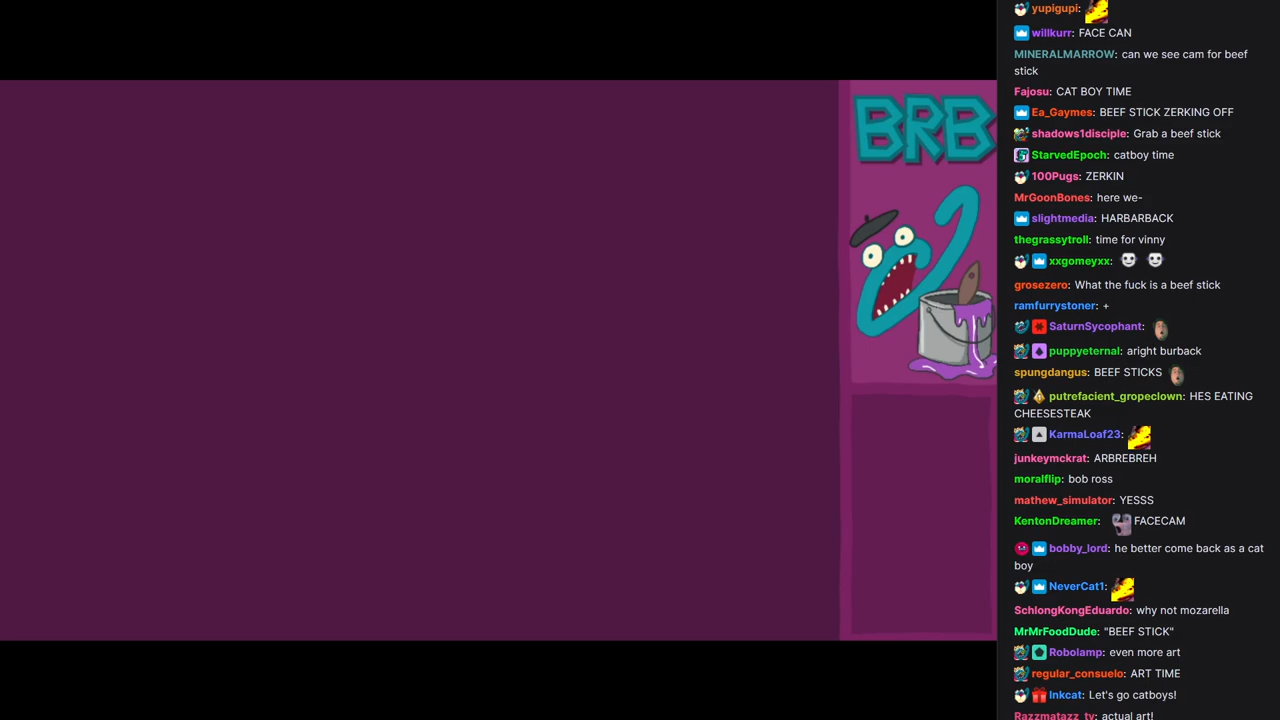 BRB
yupigupi:
willkurr: FACE CAN
MINERALMARROW: can we see cam for beef
stick
Fajosu: CAT BOY TIME
Ea_Gaymes: BEEF STICK ZERKING OFF
shadows1disciple: Grab a beef stick
StarvedEpoch: catboy time
100Pugs: ZERKIN
MrGoonBones: here we-
slightmedia: HARBARBACK
thegrassytroll: time for vinny
xxgomeyxx:
grosezero: What the fuck is a beef stick
ramfurrystoner: +
SaturnSycophant:
puppyeternal: aright burback
spungdangus: BEEF STICKS
putrefacient_gropeclown: HES EATING
CHEESESTEAK
KarmaLoaf23:
junkeymckrat: ARBREBREH
moralflip: bob ross
mathew_simulator: YESSS
KentonDreamer: FACECAM
bobby_lord: he better come back as a cat
boy
NeverCat1:
SchlongKongEduardo: why not mozarella
MrMrFoodDude: "BEEF STICK"
Robolamp: even more art
regular_consuelo: ART TIME
Inkcat: Let's go catboys!
Razzmatazz_tv: actual art!